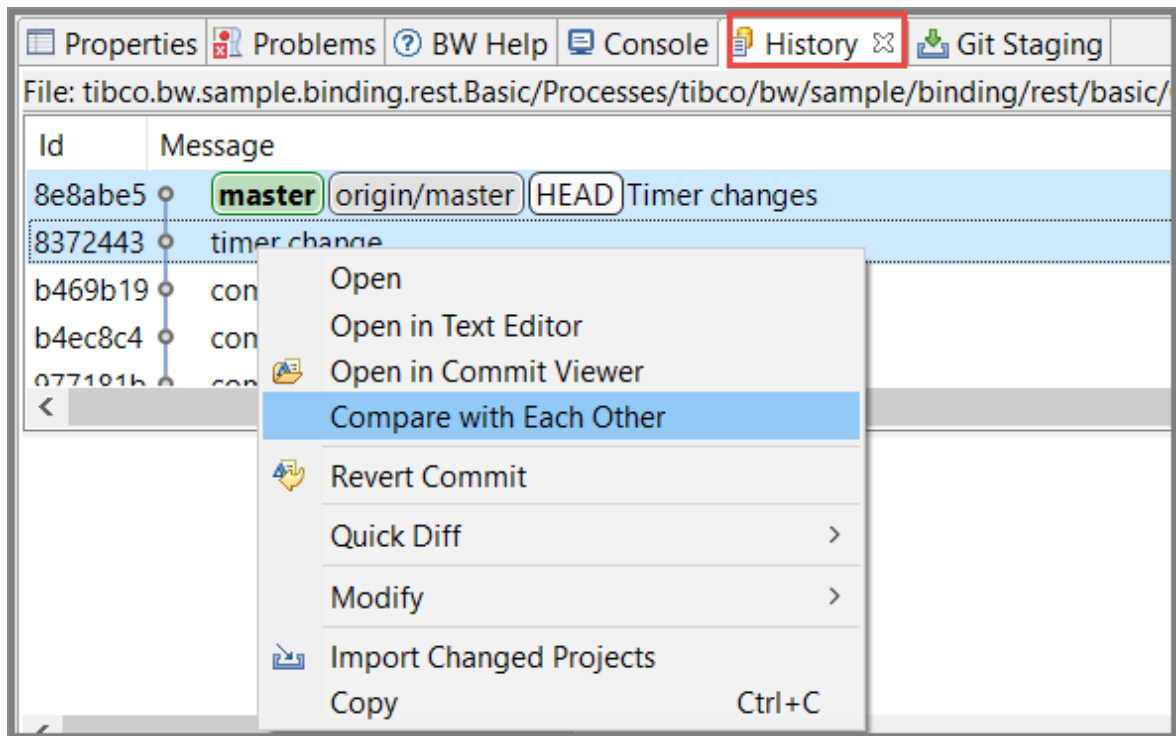 Properties Problems BW Help Console History Git Staging
File: tibco.bw.sample.binding.rest.Basic/Processes/tibco/bw/sample/binding/rest/basic/
Id Message
8e8abe5 master origin/master HEAD Timer changes
8372443 timer change
b469b19
b4ec8c4
977181b
Open
Open in Text Editor
Open in Commit Viewer
Compare with Each Other
Revert Commit
Quick Diff >
Modify >
Import Changed Projects
Copy Ctrl+C